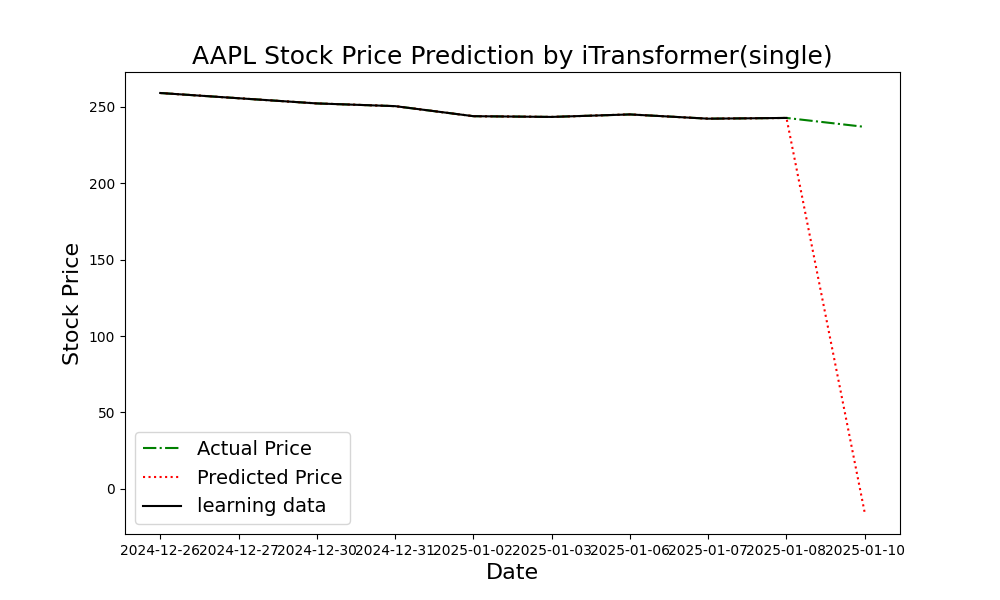 AAPL Stock Price Prediction by iTransformer(single)
250
200
150
100
50
0
Stock Price
Actual Price
Predicted Price
learning data
2024-12-26 2024-12-27 2024-12-30 2024-12-31 2025-01-02 2025-01-03 2025-01-06 2025-01-07 2025-01-08 2025-01-10
Date